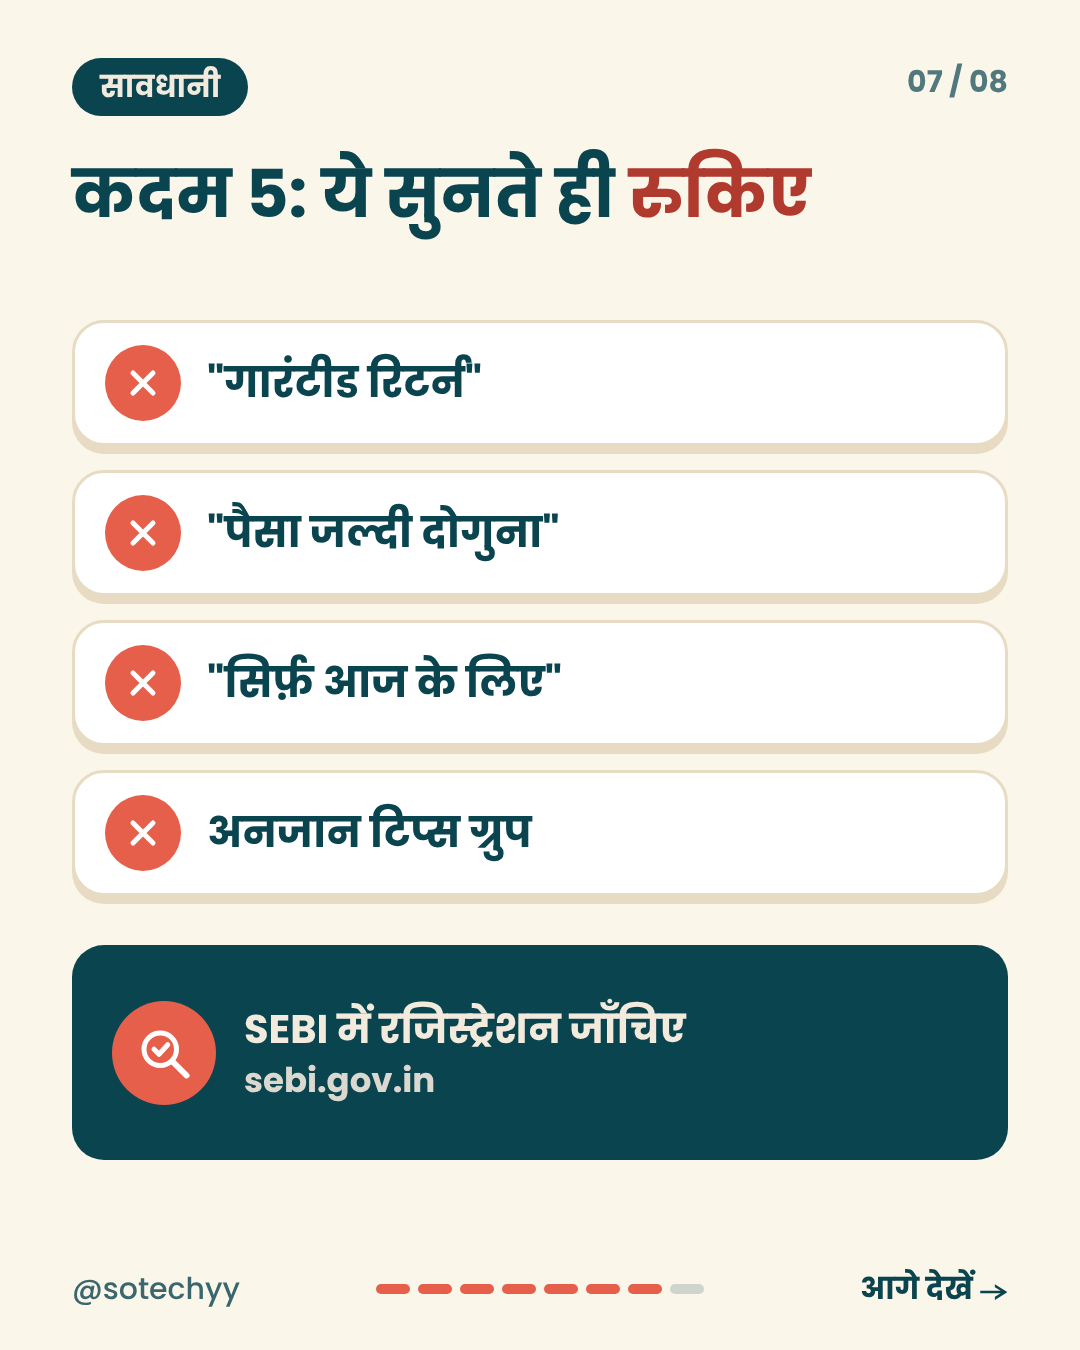 सावधानी
07 / 08
कदम 5: ये सुनते ही रुकिए
"गारंटीड रिटर्न"
"पैसा जल्दी दोगुना"
"सिर्फ़ आज के लिए"
अनजान टिप्स ग्रुप
SEBI में रजिस्ट्रेशन जाँचिए
sebi.gov.in
@sotechyy
आगे देखें →